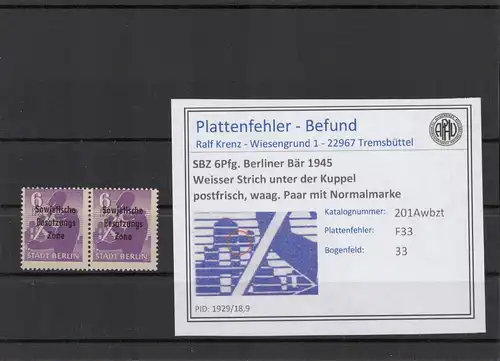 6 6
Sowjetische Sowjetische
Besatzungs Besatzungs
Zone Zone
STADT BERLIN STADT BERLIN
Plattenfehler - Befund
Ralf Krenz - Wiesengrund 1 - 22967 Tremsbüttel
SBZ 6Pfg. Berliner Bär 1945
Weisser Strich unter der Kuppel
postfrisch, waag. Paar mit Normalmarke
Katalognummer: 201Awbzt
Plattenfehler: F33
Bogenfeld: 33
PID: 1929/18,9